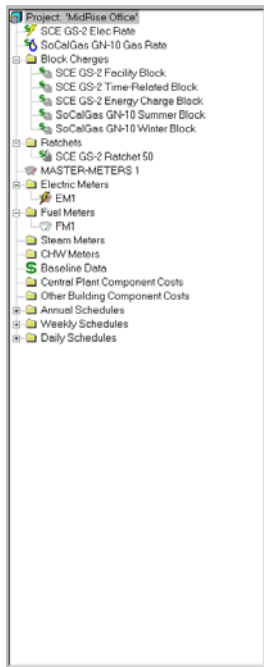 Project: 'MidRise Office'
SCE GS-2 Elec Rate
SoCalGas GN-10 Gas Rate
Block Charges
SCE GS-2 Facility Block
SCE GS-2 Time-Related Block
SCE GS-2 Energy Charge Block
SoCalGas GN-10 Summer Block
SoCalGas GN-10 Winter Block
Ratchets
SCE GS-2 Ratchet 50
MASTER-METERS 1
Electric Meters
EM1
Fuel Meters
FM1
Steam Meters
CHW Meters
Baseline Data
Central Plant Component Costs
Other Building Component Costs
Annual Schedules
Weekly Schedules
Daily Schedules